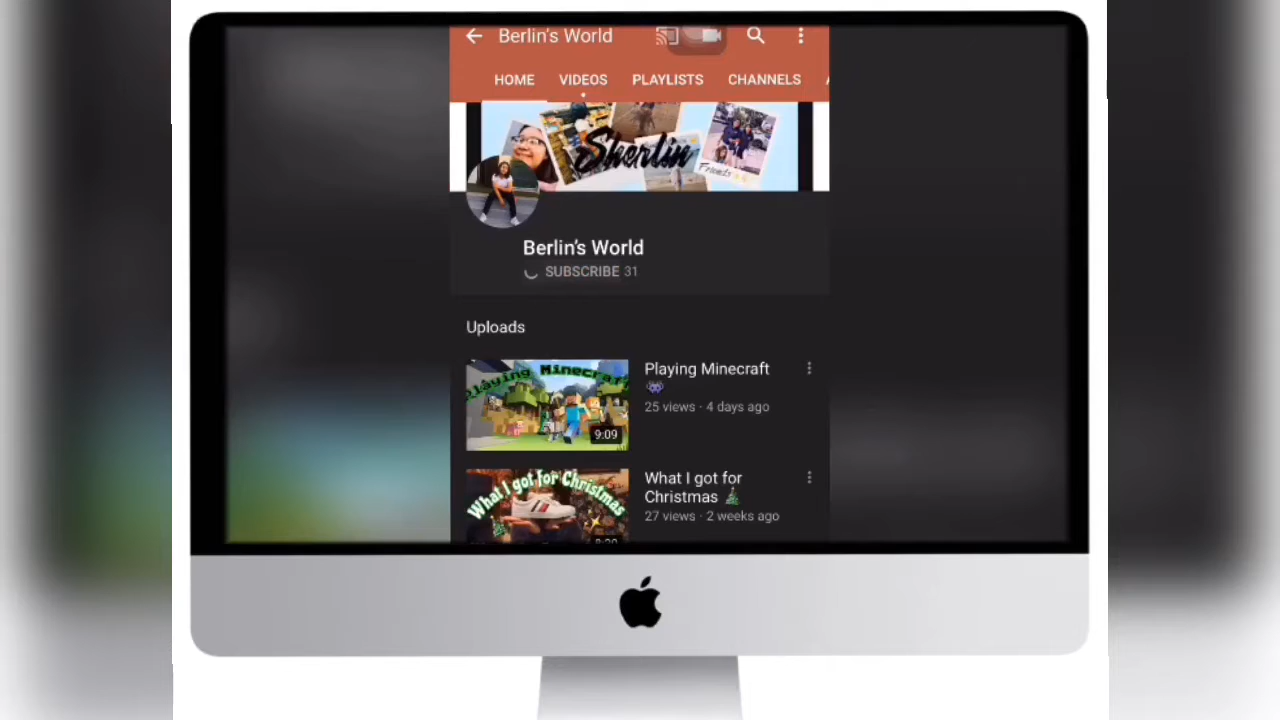 Berlin's World
HOME VIDEOS PLAYLISTS CHANNELS
Sherlin
Friends
Berlin's World
SUBSCRIBE 31
Uploads
Playing Minecraft
9:09
Playing Minecraft 👾
25 views · 4 days ago
What I got for Christmas
What I got for
Christmas 🎄
27 views · 2 weeks ago